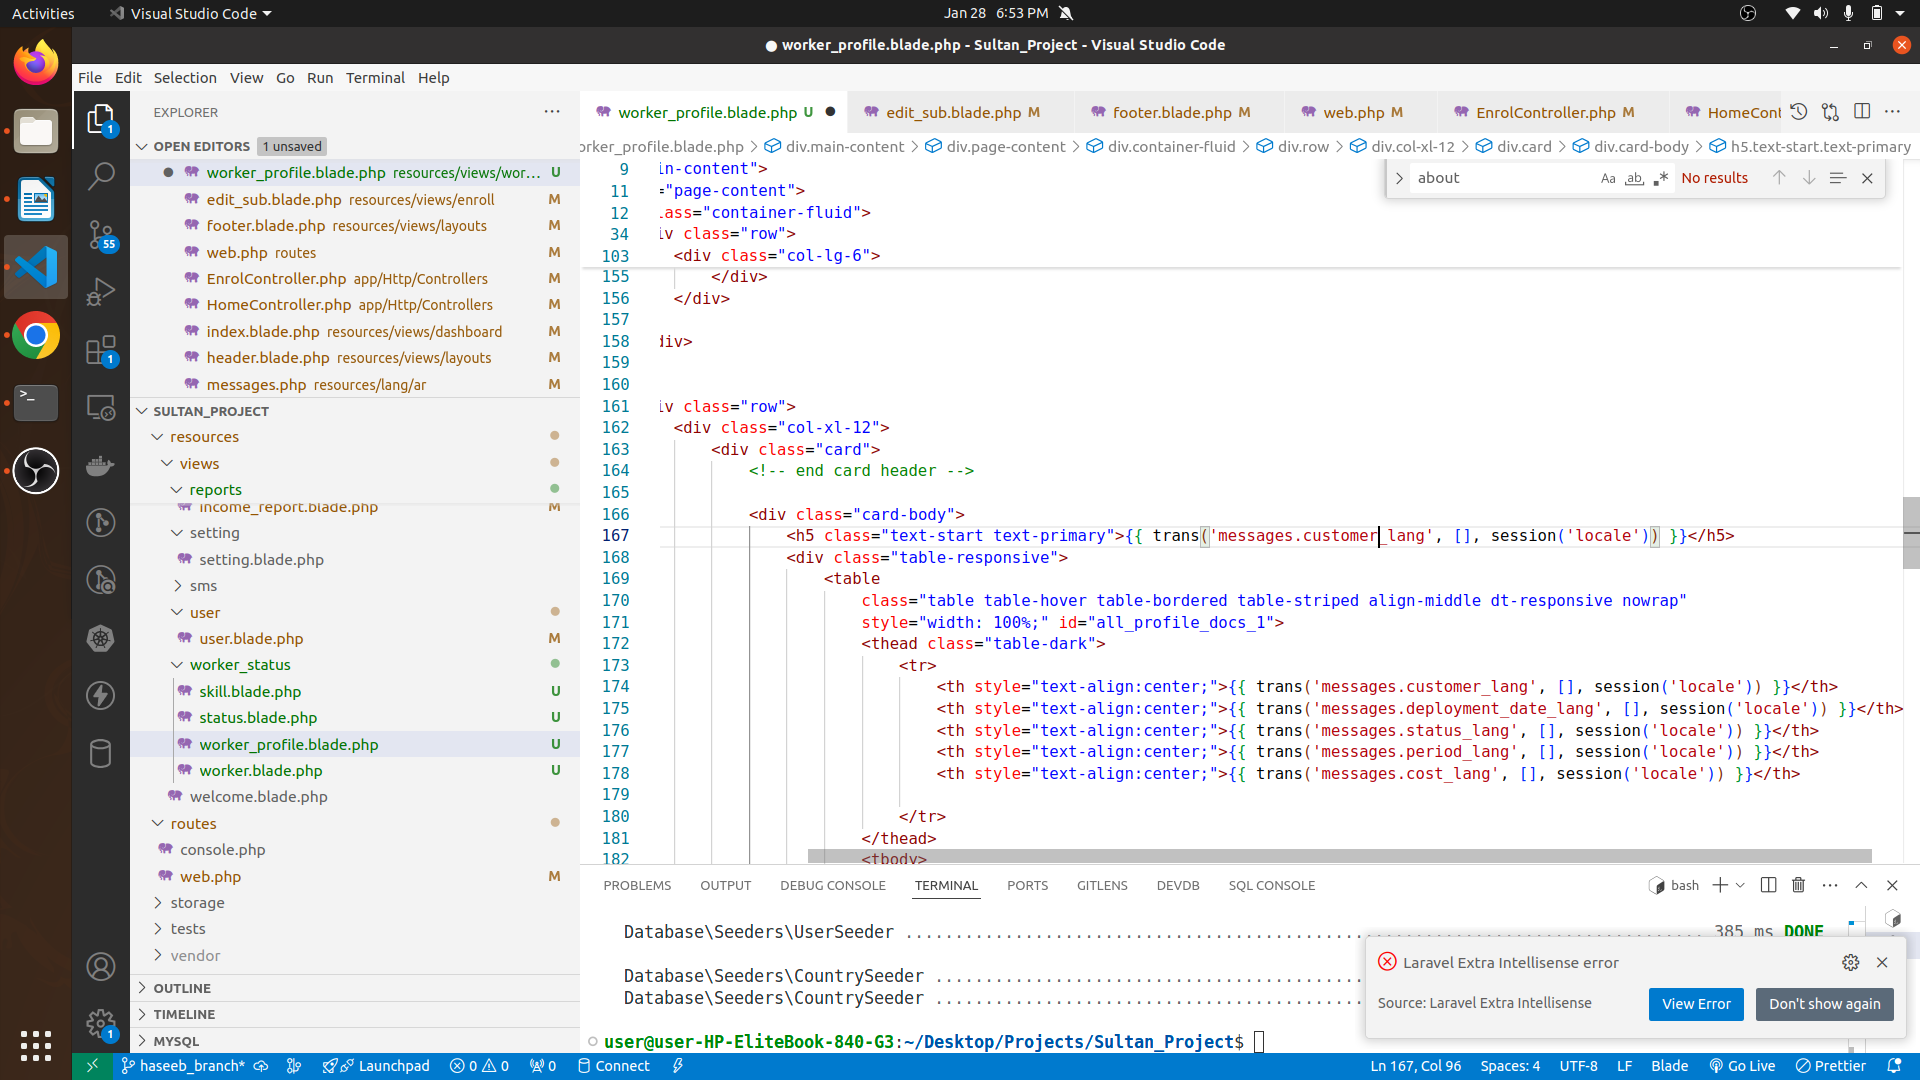 Activities
Visual Studio Code
Jan 28 6:53 PM
worker_profile.blade.php - Sultan_Project - Visual Studio Code
File Edit Selection View Go Run Terminal Help
EXPLORER
OPEN EDITORS 1 unsaved
worker_profile.blade.php resources/views/wor... U
edit_sub.blade.php resources/views/enroll M
footer.blade.php resources/views/layouts M
web.php routes M
EnrolController.php app/Http/Controllers M
HomeController.php app/Http/Controllers M
index.blade.php resources/views/dashboard M
header.blade.php resources/views/layouts M
messages.php resources/lang/ar M
SULTAN_PROJECT
resources
views
reports
income_report.blade.php M
setting
setting.blade.php
sms
user
user.blade.php M
worker_status
skill.blade.php U
status.blade.php U
worker_profile.blade.php U
worker.blade.php U
welcome.blade.php
routes
console.php
web.php M
storage
tests
vendor
OUTLINE
TIMELINE
MYSQL
1
55
1
1
worker_profile.blade.php U
edit_sub.blade.php M
footer.blade.php M
web.php M
EnrolController.php M
HomeCont
orker_profile.blade.php > div.main-content > div.page-content > div.container-fluid > div.row > div.col-xl-12 > div.card > div.card-body > h5.text-start.text-primary
about Aa ab .* No results
9 in-content">
11 ="page-content">
12 lass="container-fluid">
34 iv class="row">
103 <div class="col-lg-6">
155 </div>
156 </div>
157
158 div>
159
160
161 iv class="row">
162 <div class="col-xl-12">
163 <div class="card">
164 <!-- end card header -->
165
166 <div class="card-body">
167 <h5 class="text-start text-primary">{{ trans('messages.customer_lang', [], session('locale')) }}</h5>
168 <div class="table-responsive">
169 <table
170 class="table table-hover table-bordered table-striped align-middle dt-responsive nowrap"
171 style="width: 100%;" id="all_profile_docs_1">
172 <thead class="table-dark">
173 <tr>
174 <th style="text-align:center;">{{ trans('messages.customer_lang', [], session('locale')) }}</th>
175 <th style="text-align:center;">{{ trans('messages.deployment_date_lang', [], session('locale')) }}</th>
176 <th style="text-align:center;">{{ trans('messages.status_lang', [], session('locale')) }}</th>
177 <th style="text-align:center;">{{ trans('messages.period_lang', [], session('locale')) }}</th>
178 <th style="text-align:center;">{{ trans('messages.cost_lang', [], session('locale')) }}</th>
179
180 </tr>
181 </thead>
182 <tbody>
PROBLEMS OUTPUT DEBUG CONSOLE TERMINAL PORTS GITLENS DEVDB SQL CONSOLE
bash
Database\Seeders\UserSeeder ................................................................................ 385 ms DONE
Database\Seeders\CountrySeeder ...........................................
Database\Seeders\CountrySeeder ...........................................
user@user-HP-EliteBook-840-G3:~/Desktop/Projects/Sultan_Project$
Laravel Extra Intellisense error
Source: Laravel Extra Intellisense
View Error
Don't show again
haseeb_branch* Launchpad 0 0 0 Connect
Ln 167, Col 96 Spaces: 4 UTF-8 LF Blade Go Live Prettier